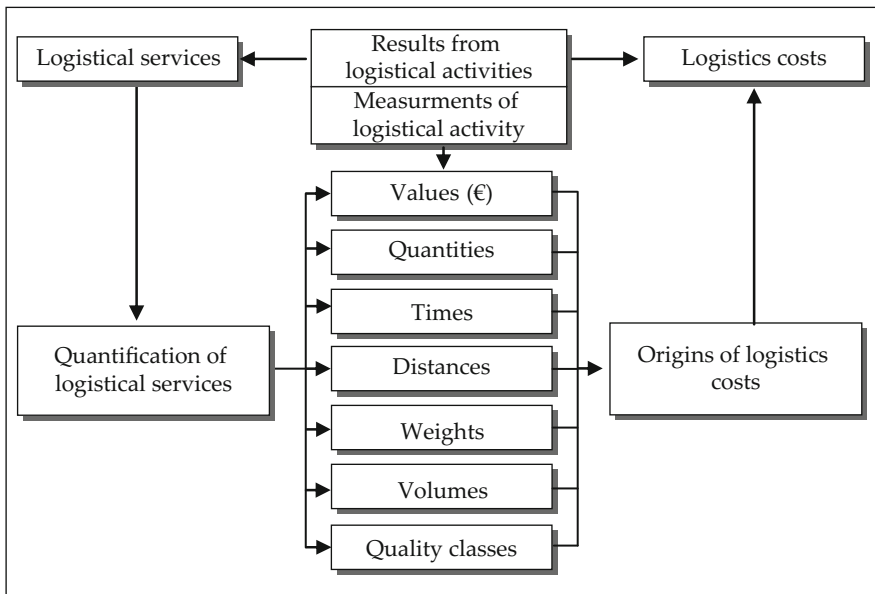 Logistical services
Results from
logistical activities
Logistics costs
Measurments of
logistical activity
Values (€)
Quantities
Times
Quantification of
logistical services
Distances
Origins of logistics
costs
Weights
Volumes
Quality classes